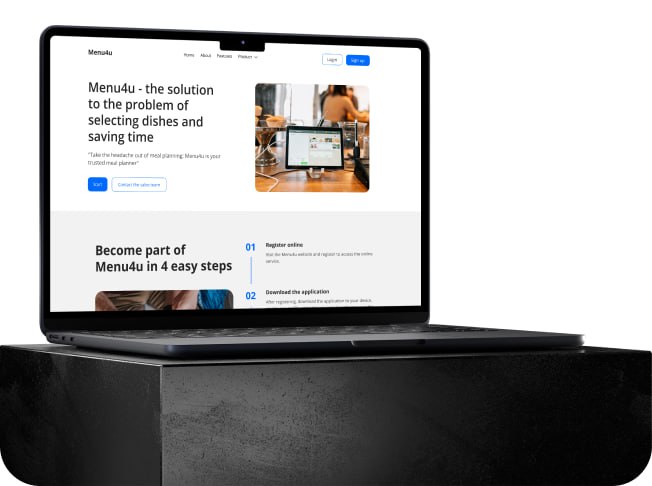 Menu4u
Home About Features Product
Login
Sign up
Menu4u - the solution
to the problem of
selecting dishes and
saving time
"Take the headache out of meal planning: Menu4u is your
trusted meal planner"
Start
Contact the sales team
Become part of
Menu4u in 4 easy steps
01
Register online
Visit the Menu4u website and register to access the online
service.
02
Download the application
After registering, download the application to your device,